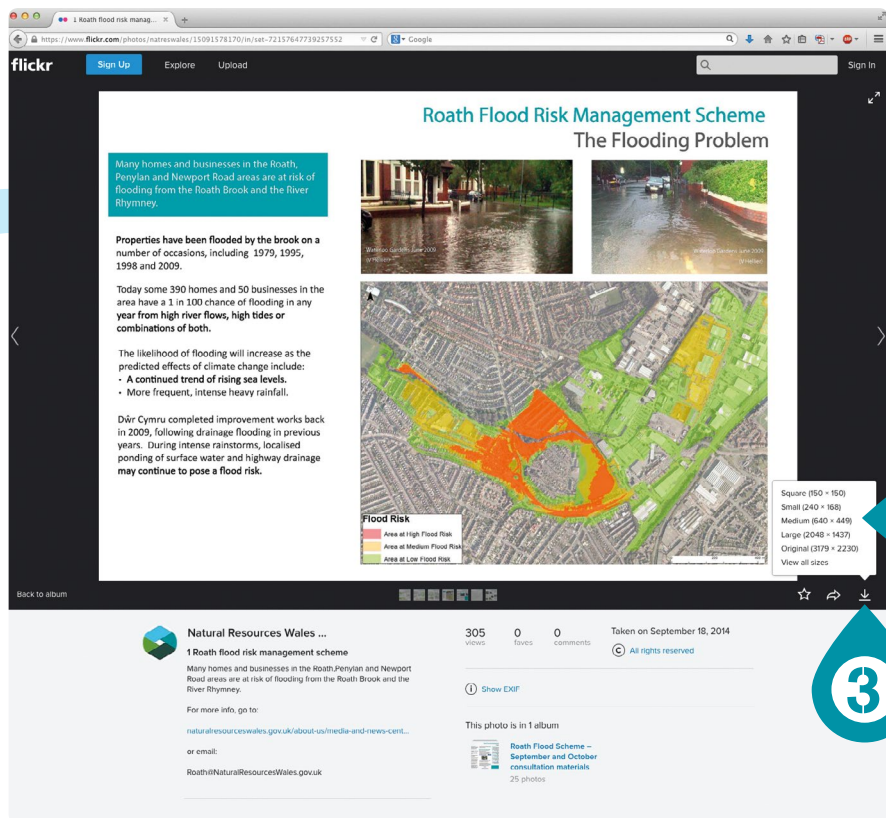 1 Roath flood risk manag...
https://www.flickr.com/photos/natreswales/15091578170/in/set-72157647739257552
Google
flickr
Sign Up
Explore
Upload
Sign In
Roath Flood Risk Management Scheme
The Flooding Problem
Many homes and businesses in the Roath,
Penylan and Newport Road areas are at risk of
flooding from the Roath Brook and the River
Rhymney.
Properties have been flooded by the brook on a
number of occasions, including 1979, 1995,
1998 and 2009.
Today some 390 homes and 50 businesses in the
area have a 1 in 100 chance of flooding in any
year from high river flows, high tides or
combinations of both.
The likelihood of flooding will increase as the
predicted effects of climate change include:
• A continued trend of rising sea levels.
• More frequent, intense heavy rainfall.
Dŵr Cymru completed improvement works back
in 2009, following drainage flooding in previous
years. During intense rainstorms, localised
ponding of surface water and highway drainage
may continue to pose a flood risk.
Waterloo Gardens June 2009
Gardens June 2009
Flood Risk
Area at High Flood Risk
Area at Medium Flood Risk
Area at Low Flood Risk
Square (150 × 150)
Small (240 × 168)
Medium (640 × 449)
Large (2048 × 1437)
Original (3179 × 2230)
View all sizes
Back to album
3
Natural Resources Wales ...
1 Roath flood risk management scheme
Many homes and businesses in the Roath,Penylan and Newport
Road areas are at risk of flooding from the Roath Brook and the
River Rhymney.
For more info, go to:
naturalresourceswales.gov.uk/about-us/media-and-news-cent...
or email:
Roath@NaturalResourcesWales.gov.uk
305
views
0
faves
0
comments
Taken on September 18, 2014
All rights reserved
Show EXIF
This photo is in 1 album
Roath Flood Scheme –
September and October
consultation materials
25 photos